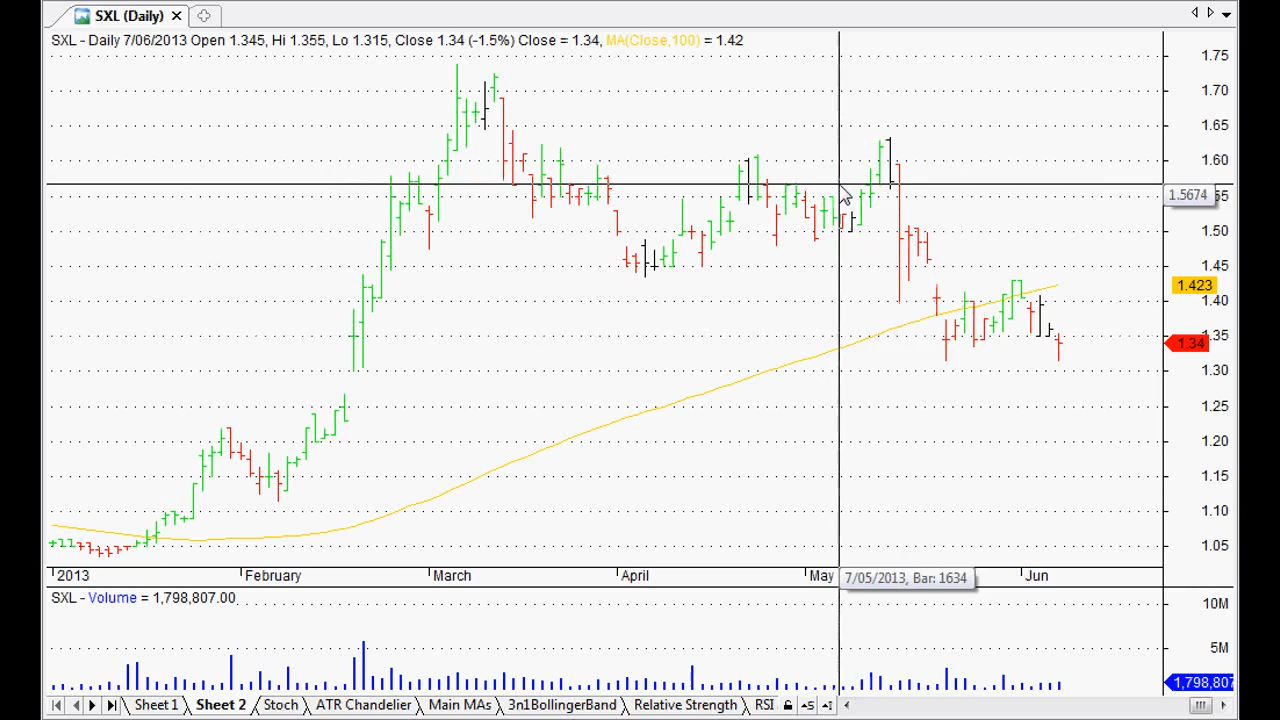 SXL (Daily)
SXL - Daily 7/06/2013 Open 1.345, Hi 1.355, Lo 1.315, Close 1.34 (-1.5%) Close = 1.34, MA(Close,100) = 1.42
1.75
1.70
1.65
1.60
1.5674
1.50
1.45
1.423
1.40
1.35
1.34
1.30
1.25
1.20
1.15
1.10
1.05
2013 February March April May Jun
7/05/2013, Bar: 1634
SXL - Volume = 1,798,807.00
10M
5M
1,798,807
Sheet 1 Sheet 2 Stoch ATR Chandelier Main MAs 3n1BollingerBand Relative Strength RSI